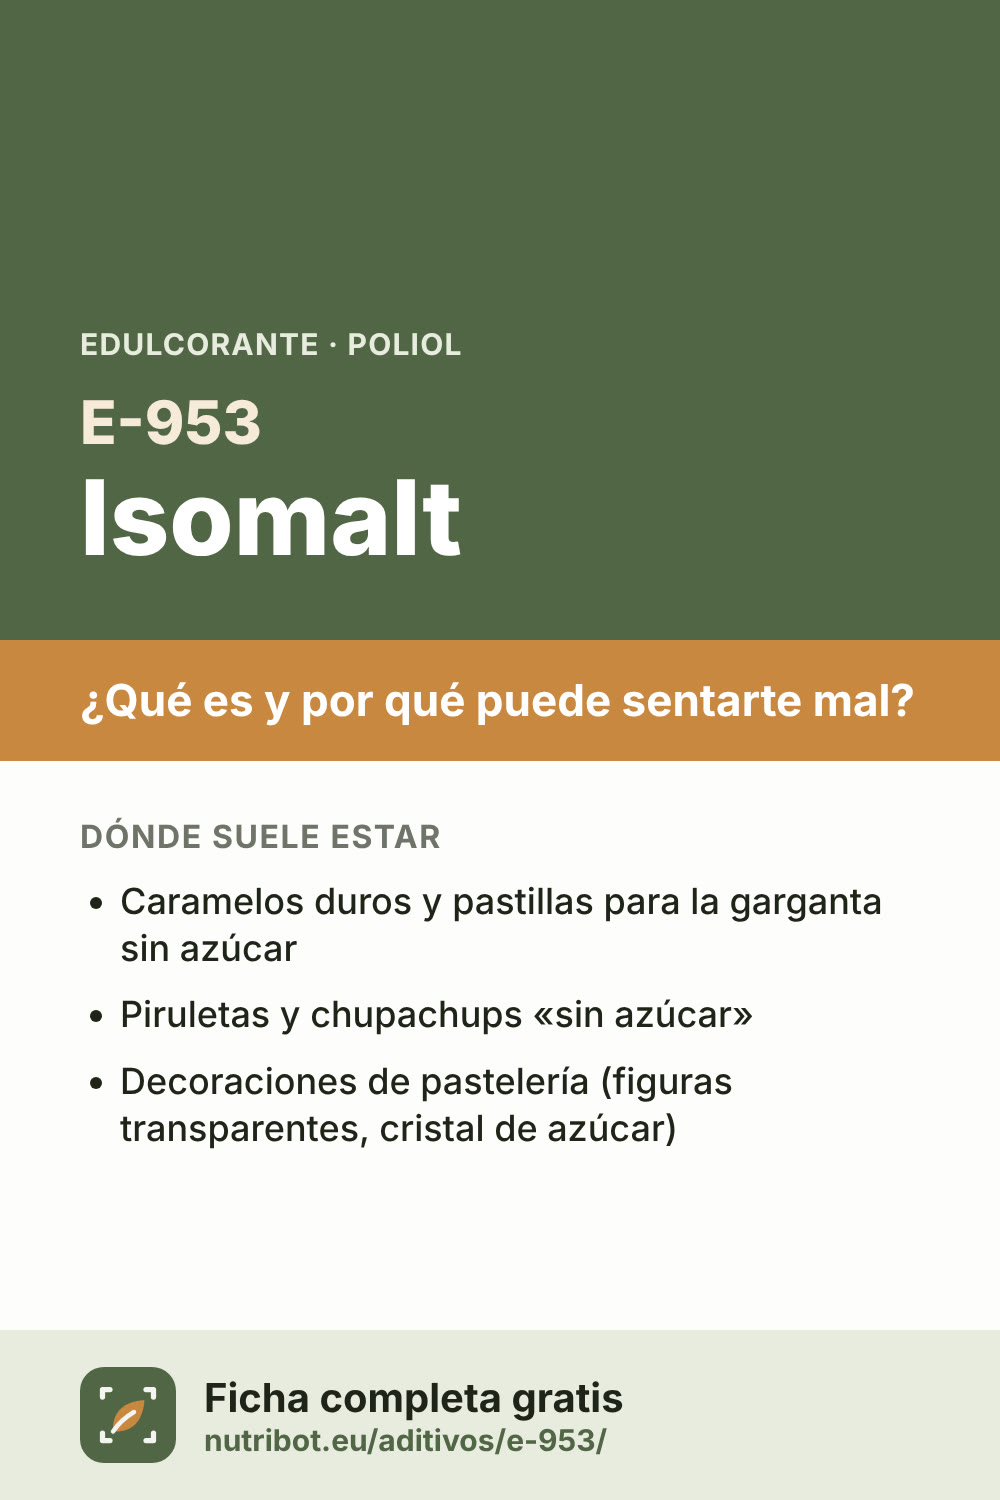 EDULCORANTE · POLIOL
E-953
Isomalt
¿Qué es y por qué puede sentarte mal?
DÓNDE SUELE ESTAR
• Caramelos duros y pastillas para la garganta
sin azúcar
• Piruletas y chupachups «sin azúcar»
• Decoraciones de pastelería (figuras
transparentes, cristal de azúcar)
Ficha completa gratis
nutribot.eu/aditivos/e-953/